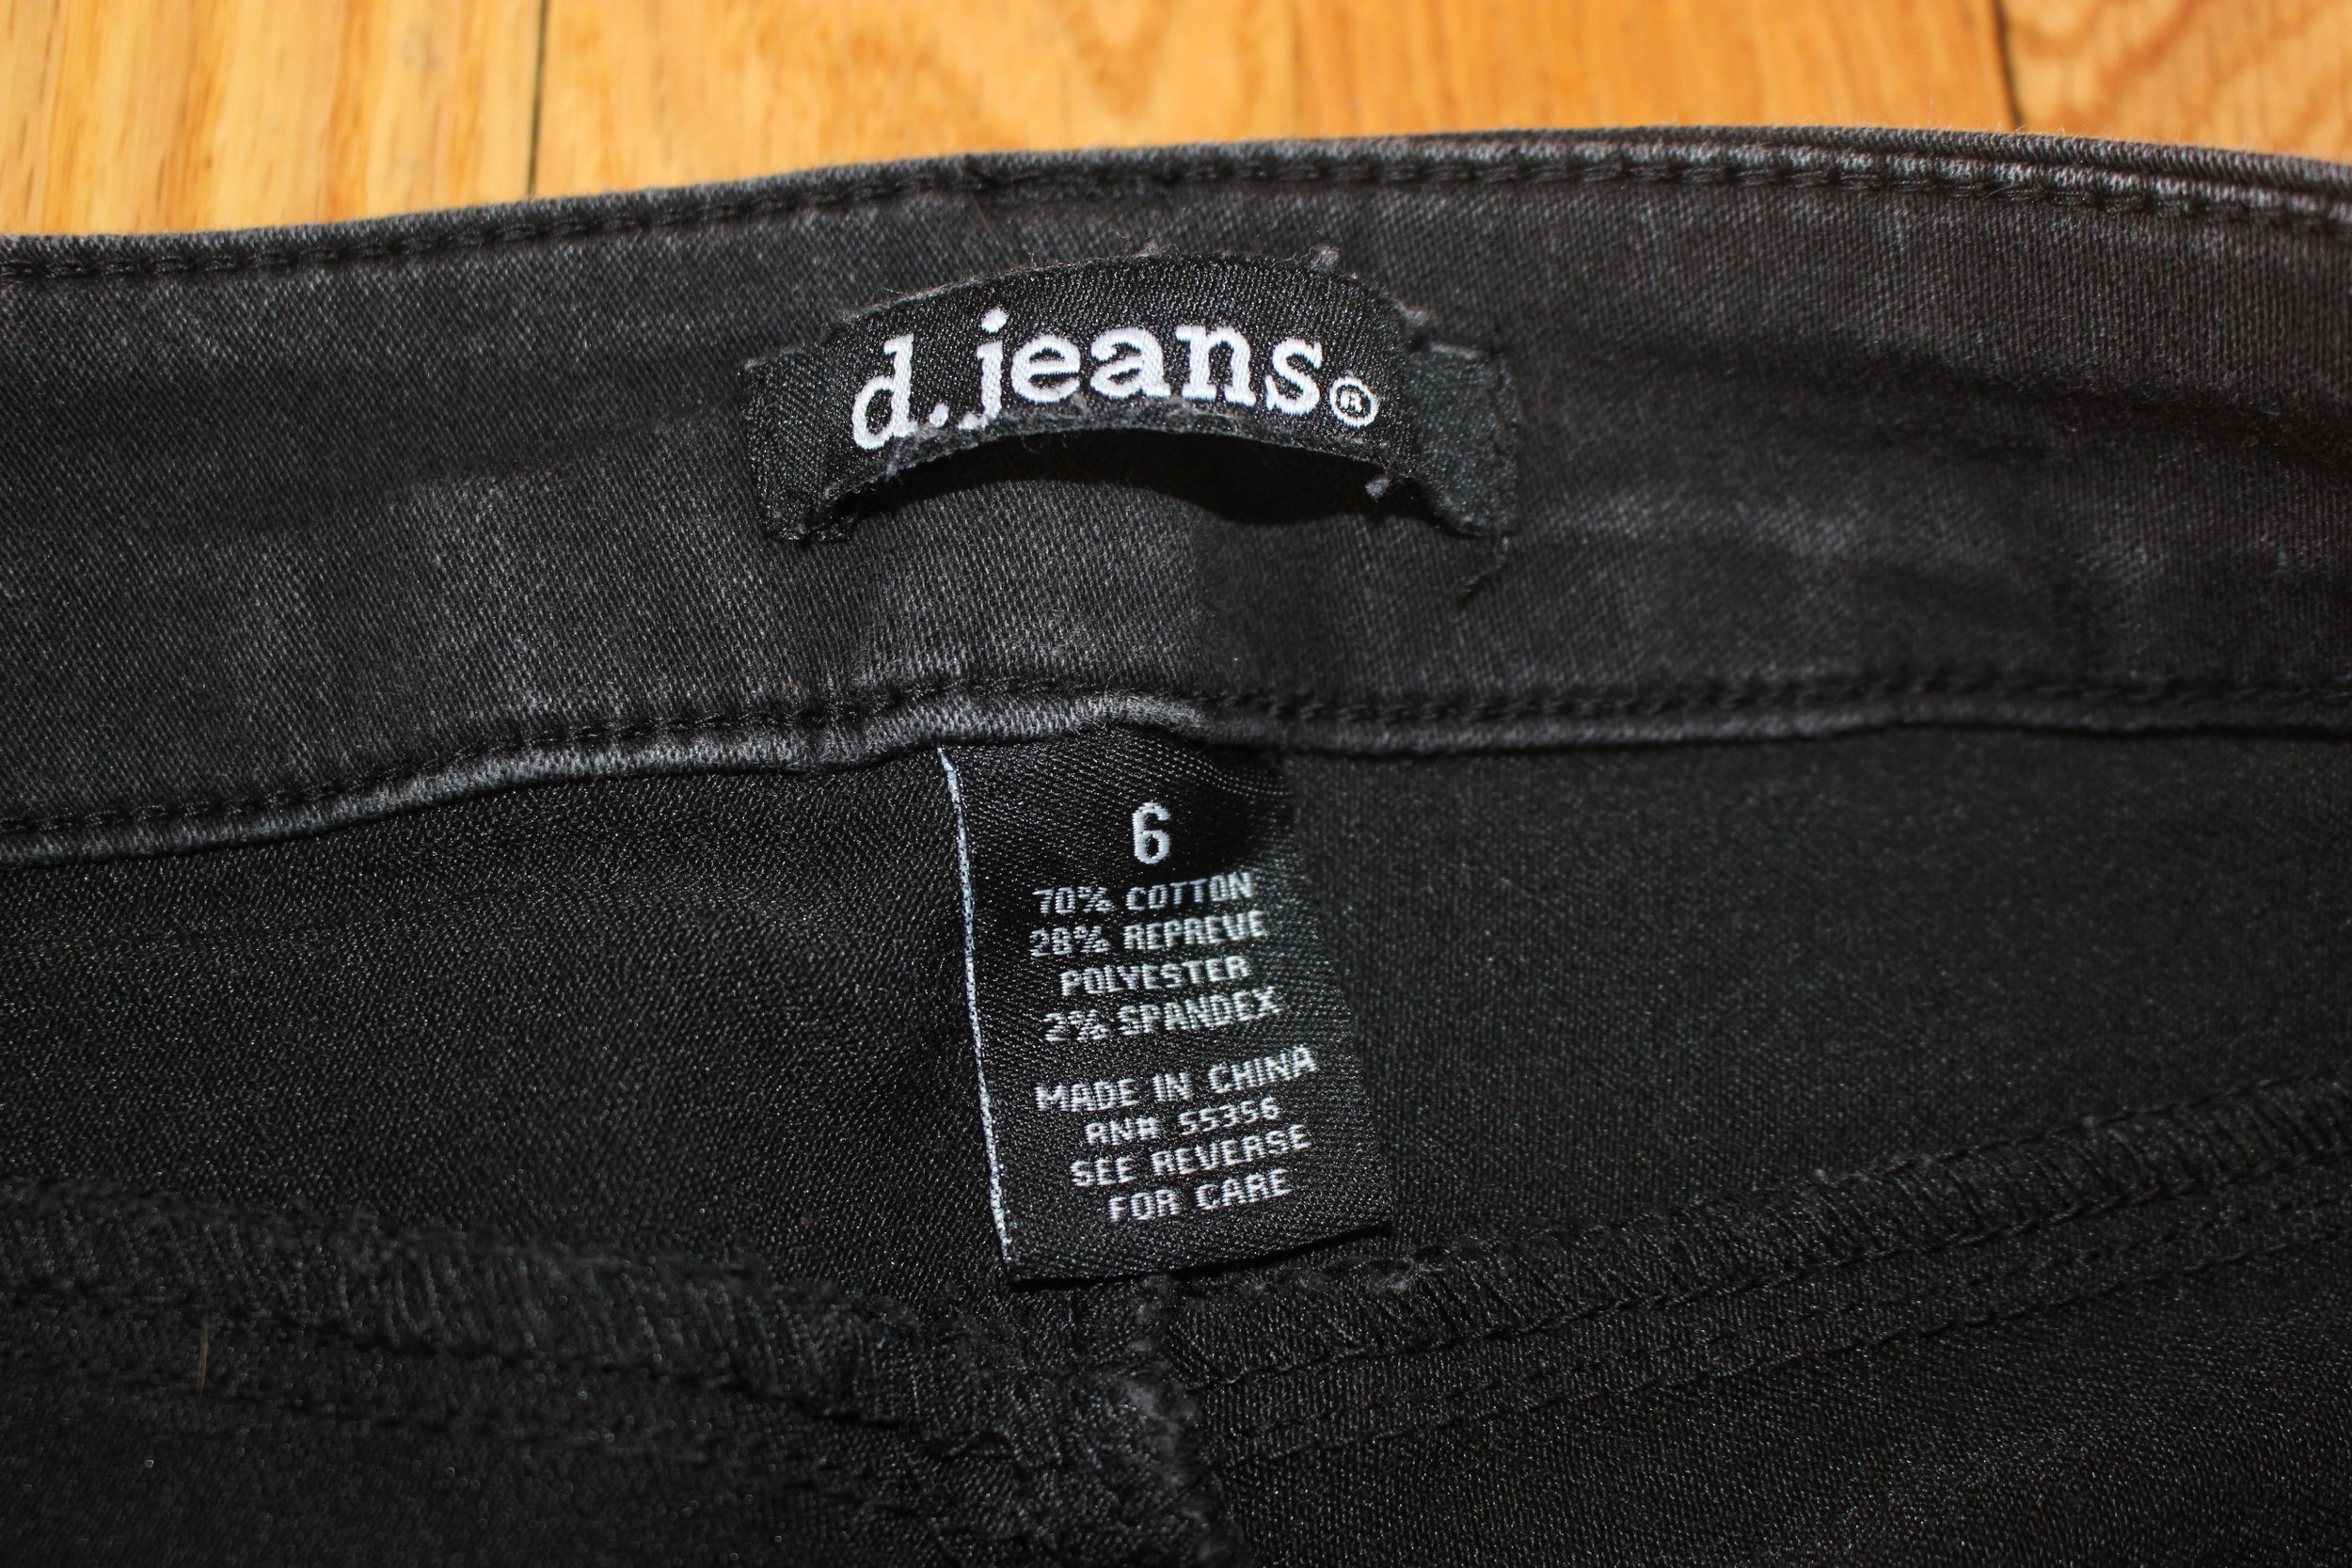 d.jeans®
6
70% COTTON
28% REPREVE
POLYESTER
2% SPANDEX
MADE IN CHINA
RN# 55356
SEE REVERSE
FOR CARE